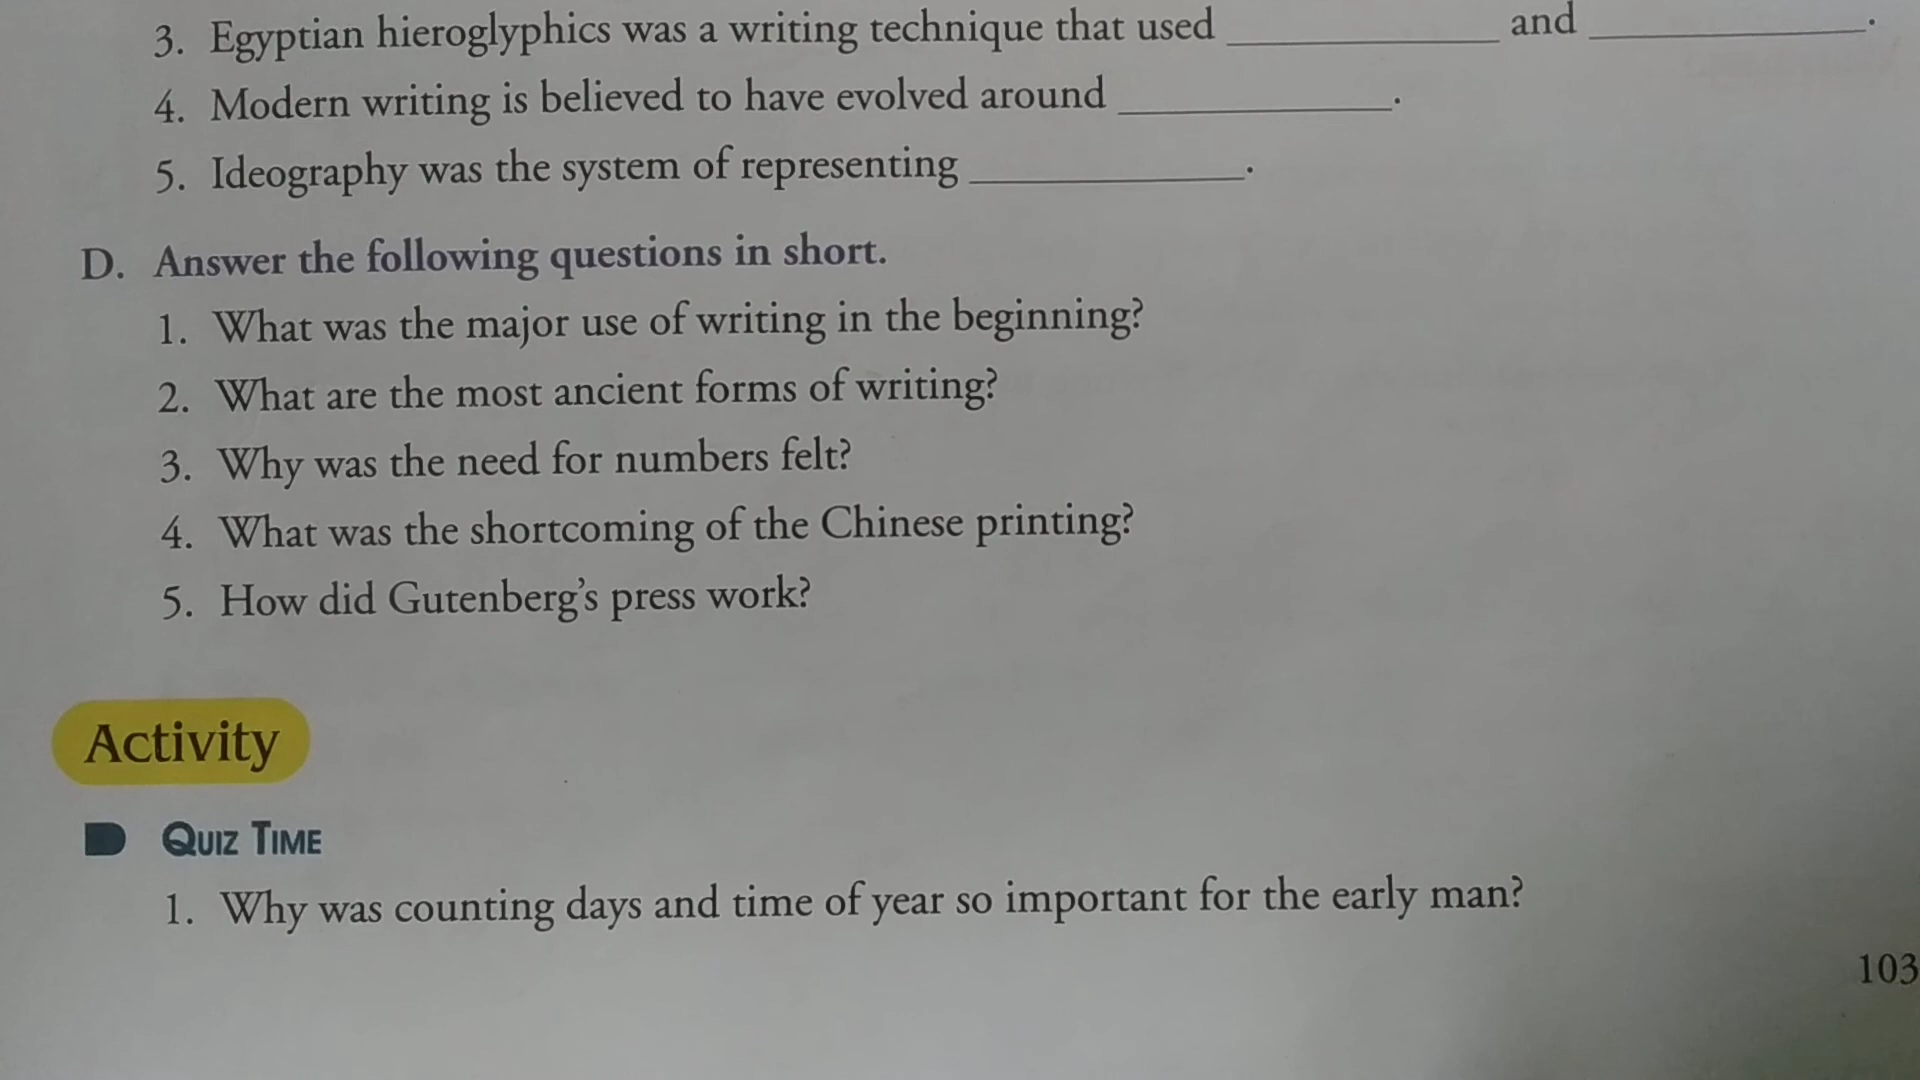 3. Egyptian hieroglyphics was a writing technique that used ____________ and ____________.
4. Modern writing is believed to have evolved around ____________.
5. Ideography was the system of representing ____________.
D. Answer the following questions in short.
1. What was the major use of writing in the beginning?
2. What are the most ancient forms of writing?
3. Why was the need for numbers felt?
4. What was the shortcoming of the Chinese printing?
5. How did Gutenberg's press work?
Activity
QUIZ TIME
1. Why was counting days and time of year so important for the early man?
103